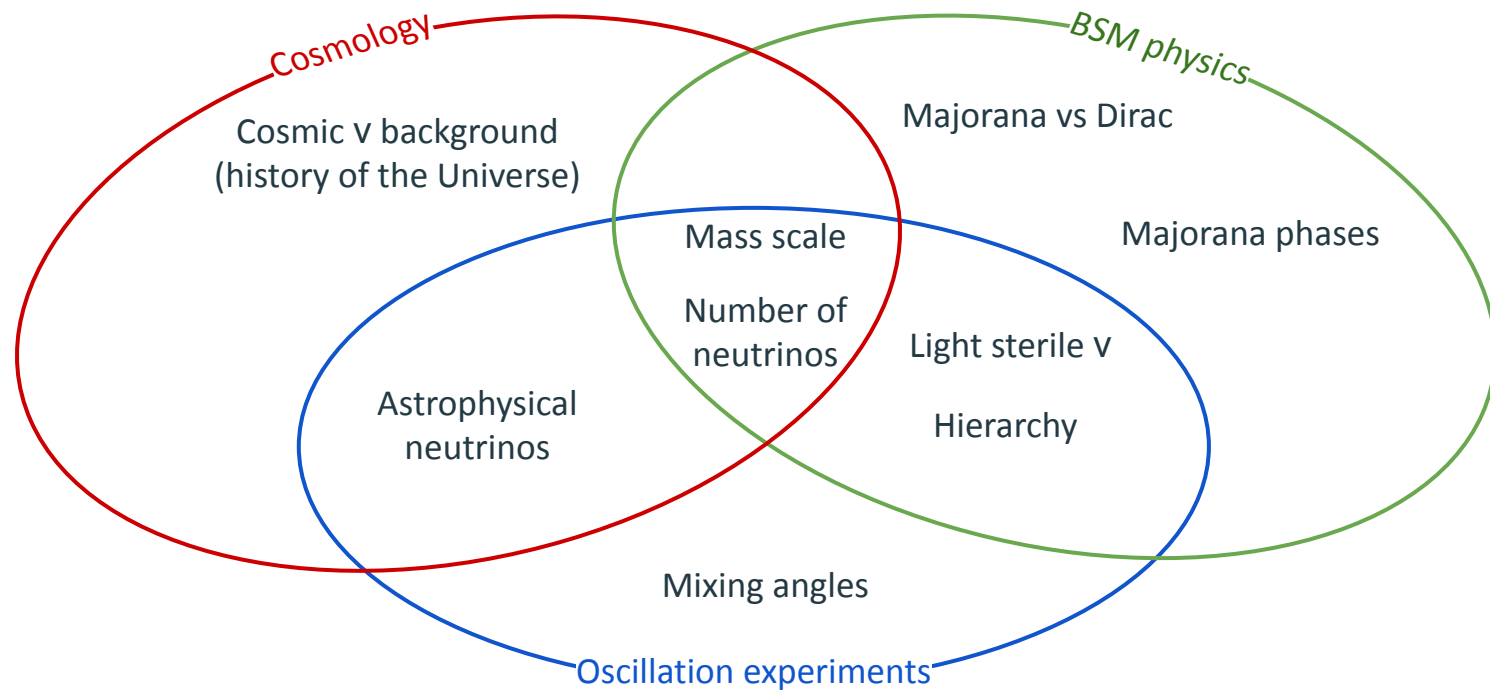 Cosmology
BSM physics
Cosmic ν background
(history of the Universe)
Majorana vs Dirac
Majorana phases
Mass scale
Number of
neutrinos
Light sterile ν
Hierarchy
Astrophysical
neutrinos
Mixing angles
Oscillation experiments